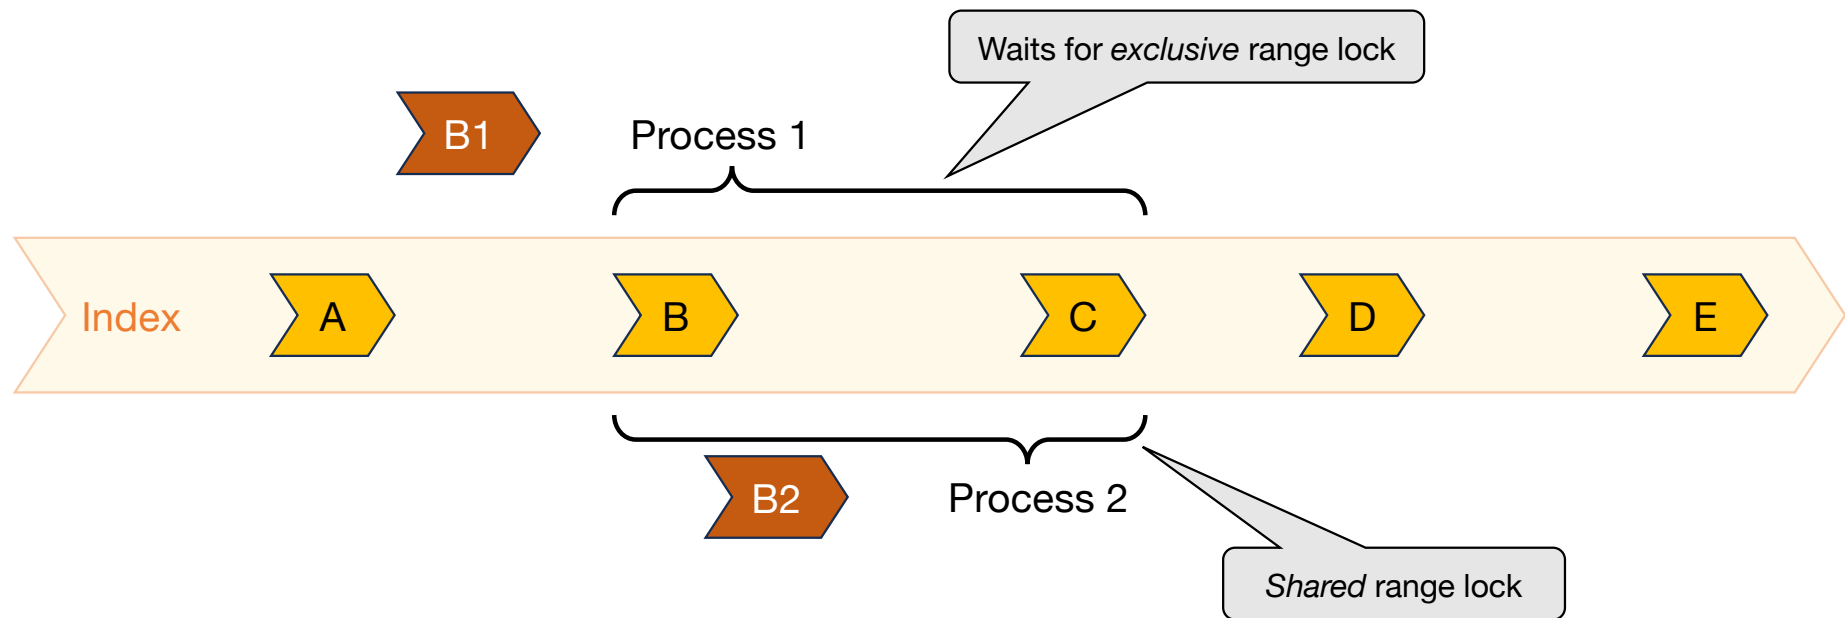 Waits for exclusive range lock
B1
Process 1
Index
A
B
C
D
E
B2
Process 2
Shared range lock